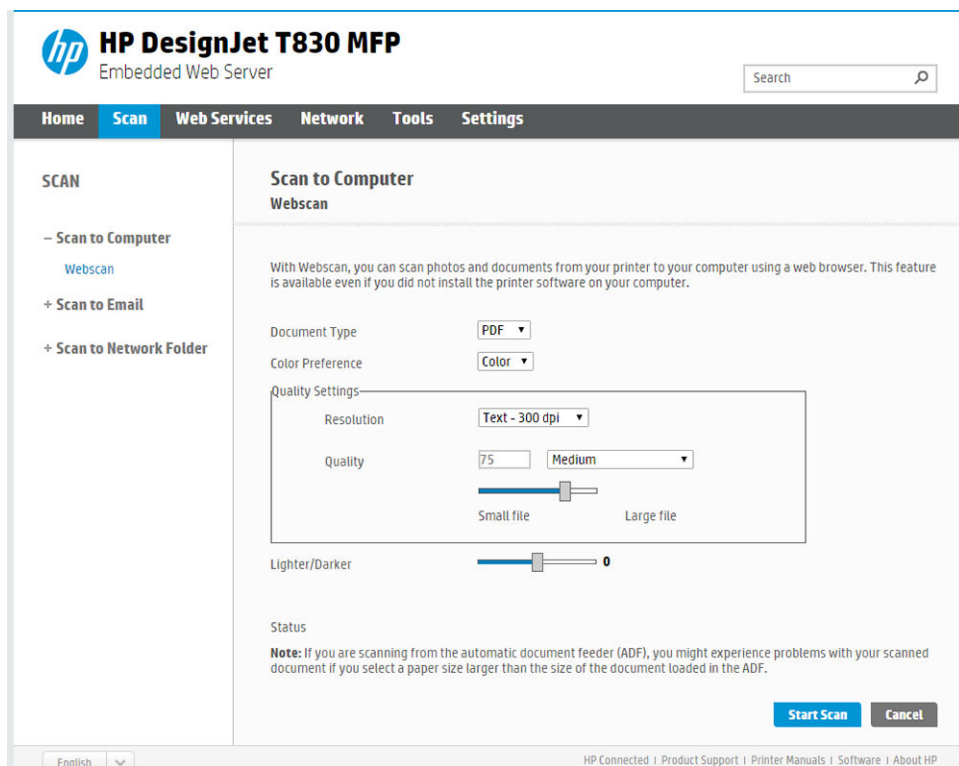 hp
HP DesignJet T830 MFP
Embedded Web Server
Search
Home Scan Web Services Network Tools Settings
SCAN
– Scan to Computer
Webscan
+ Scan to Email
+ Scan to Network Folder
Scan to Computer
Webscan
With Webscan, you can scan photos and documents from your printer to your computer using a web browser. This feature
is available even if you did not install the printer software on your computer.
Document Type PDF
Color Preference Color
Quality Settings
Resolution Text - 300 dpi
Quality 75 Medium
Small file Large file
Lighter/Darker 0
Status
Note: If you are scanning from the automatic document feeder (ADF), you might experience problems with your scanned
document if you select a paper size larger than the size of the document loaded in the ADF.
Start Scan Cancel
English
HP Connected | Product Support | Printer Manuals | Software | About HP